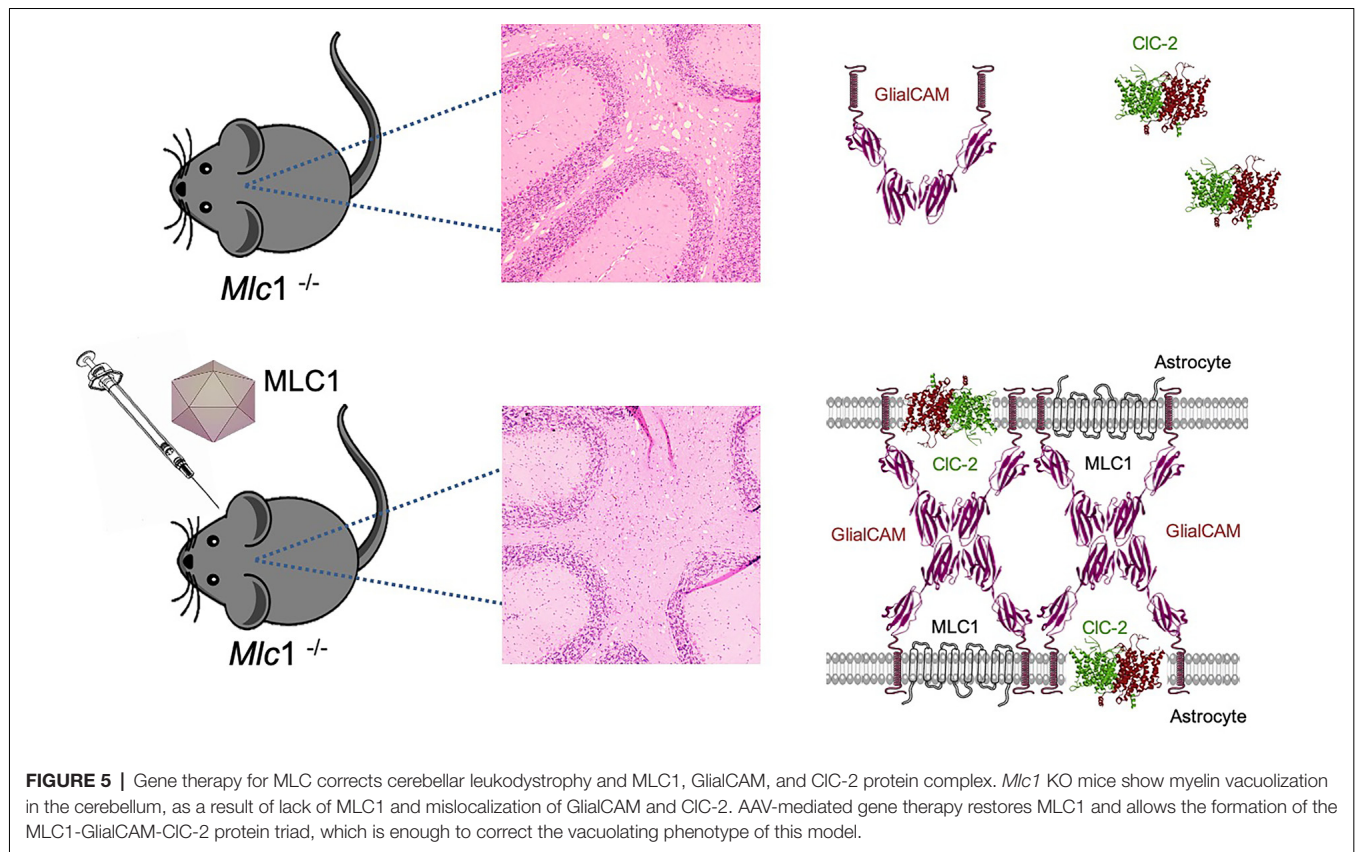 ClC-2
GlialCAM
Mlc1 -/-
MLC1
Astrocyte
ClC-2
MLC1
GlialCAM
GlialCAM
MLC1
ClC-2
Mlc1 -/-
Astrocyte
FIGURE 5 | Gene therapy for MLC corrects cerebellar leukodystrophy and MLC1, GlialCAM, and ClC-2 protein complex. Mlc1 KO mice show myelin vacuolization
in the cerebellum, as a result of lack of MLC1 and mislocalization of GlialCAM and ClC-2. AAV-mediated gene therapy restores MLC1 and allows the formation of the
MLC1-GlialCAM-ClC-2 protein triad, which is enough to correct the vacuolating phenotype of this model.